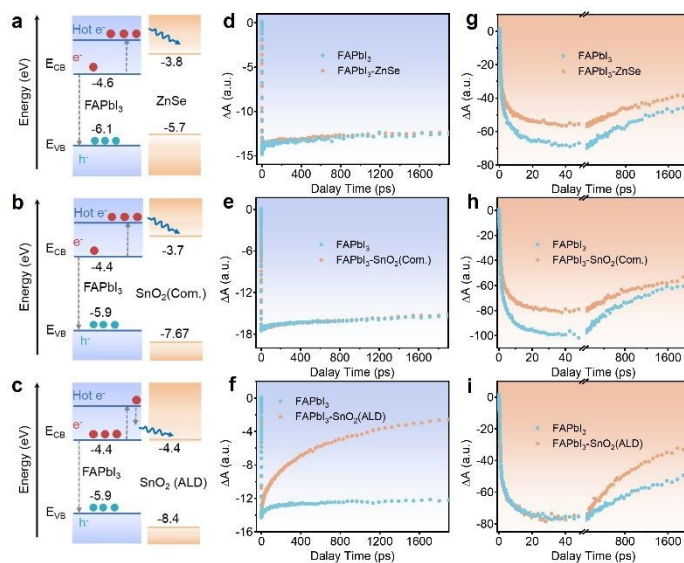 a
Energy (eV)
Hot e⁻
E_CB
e⁻
-4.6
-3.8
FAPbI₃
ZnSe
-6.1
-5.7
E_VB
h⁻
b
Energy (eV)
Hot e⁻
E_CB
e⁻
-4.4
-3.7
FAPbI₃
SnO₂(Com.)
-5.9
E_VB
h⁻
-7.67
c
Energy (eV)
Hot e⁻
E_CB
e⁻
-4.4
-4.4
FAPbI₃
-5.9
SnO₂ (ALD)
E_VB
h⁻
-8.4
d
ΔA (a.u.)
0
-5
-10
-15
FAPbI₃
FAPbI₃-ZnSe
0 400 800 1200 1600
Dalay Time (ps)
e
ΔA (a.u.)
0
-6
-12
-18
FAPbI₃
FAPbI₃-SnO₂(Com.)
0 400 800 1200 1600
Dalay Time (ps)
f
ΔA (a.u.)
0
-4
-8
-12
-16
FAPbI₃
FAPbI₃-SnO₂(ALD)
0 400 800 1200 1600
Dalay Time (ps)
g
ΔA (a.u.)
0
-20
-40
-60
-80
FAPbI₃
FAPbI₃-ZnSe
0 20 40 800 1600
Dalay Time (ps)
h
ΔA (a.u.)
0
-20
-40
-60
-80
-100
FAPbI₃
FAPbI₃-SnO₂(Com.)
0 20 40 800 1600
Dalay Time (ps)
i
ΔA (a.u.)
0
-20
-40
-60
-80
FAPbI₃
FAPbI₃-SnO₂(ALD)
0 20 40 800 1600
Dalay Time (ps)